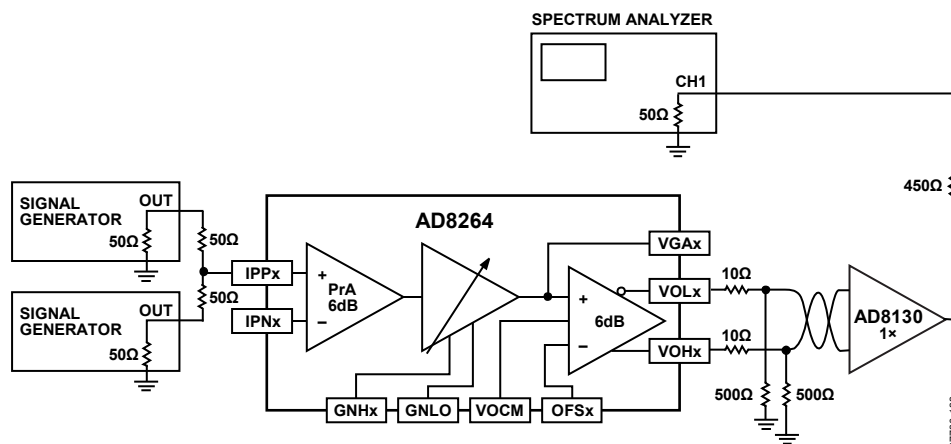 SPECTRUM ANALYZER
CH1
50Ω
450Ω
SIGNAL
GENERATOR
OUT
50Ω
50Ω
SIGNAL
GENERATOR
OUT
50Ω
50Ω
AD8264
IPPx
IPNx
+
PrA
6dB
−
+
6dB
−
VGAx
VOLx
VOHx
10Ω
10Ω
AD8130
1×
500Ω
500Ω
GNHx
GNLO
VOCM
OFSx